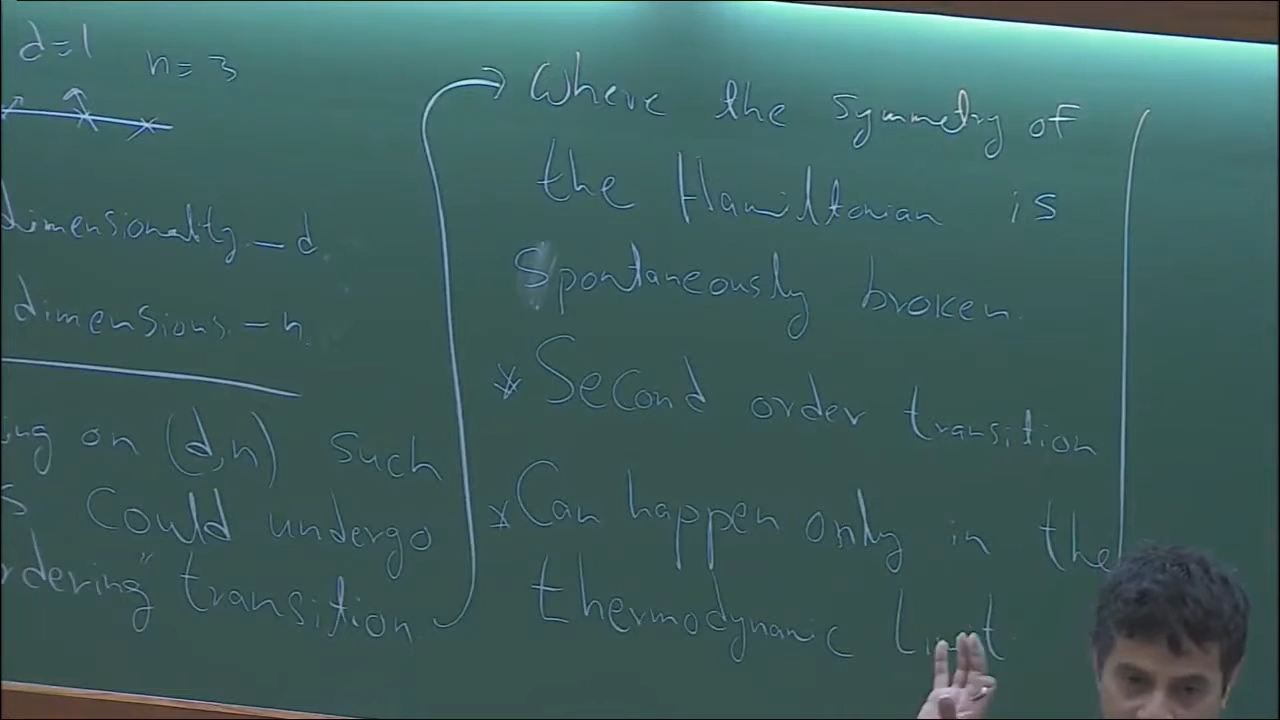 d=1 n=3
dimensionality - d
dimensions - n
on (d,n) such
could undergo
rdering" transition
Where the symmetry of
the Hamiltonian is
spontaneously broken.
* Second order transition
* Can happen only in the
thermodynamic limit